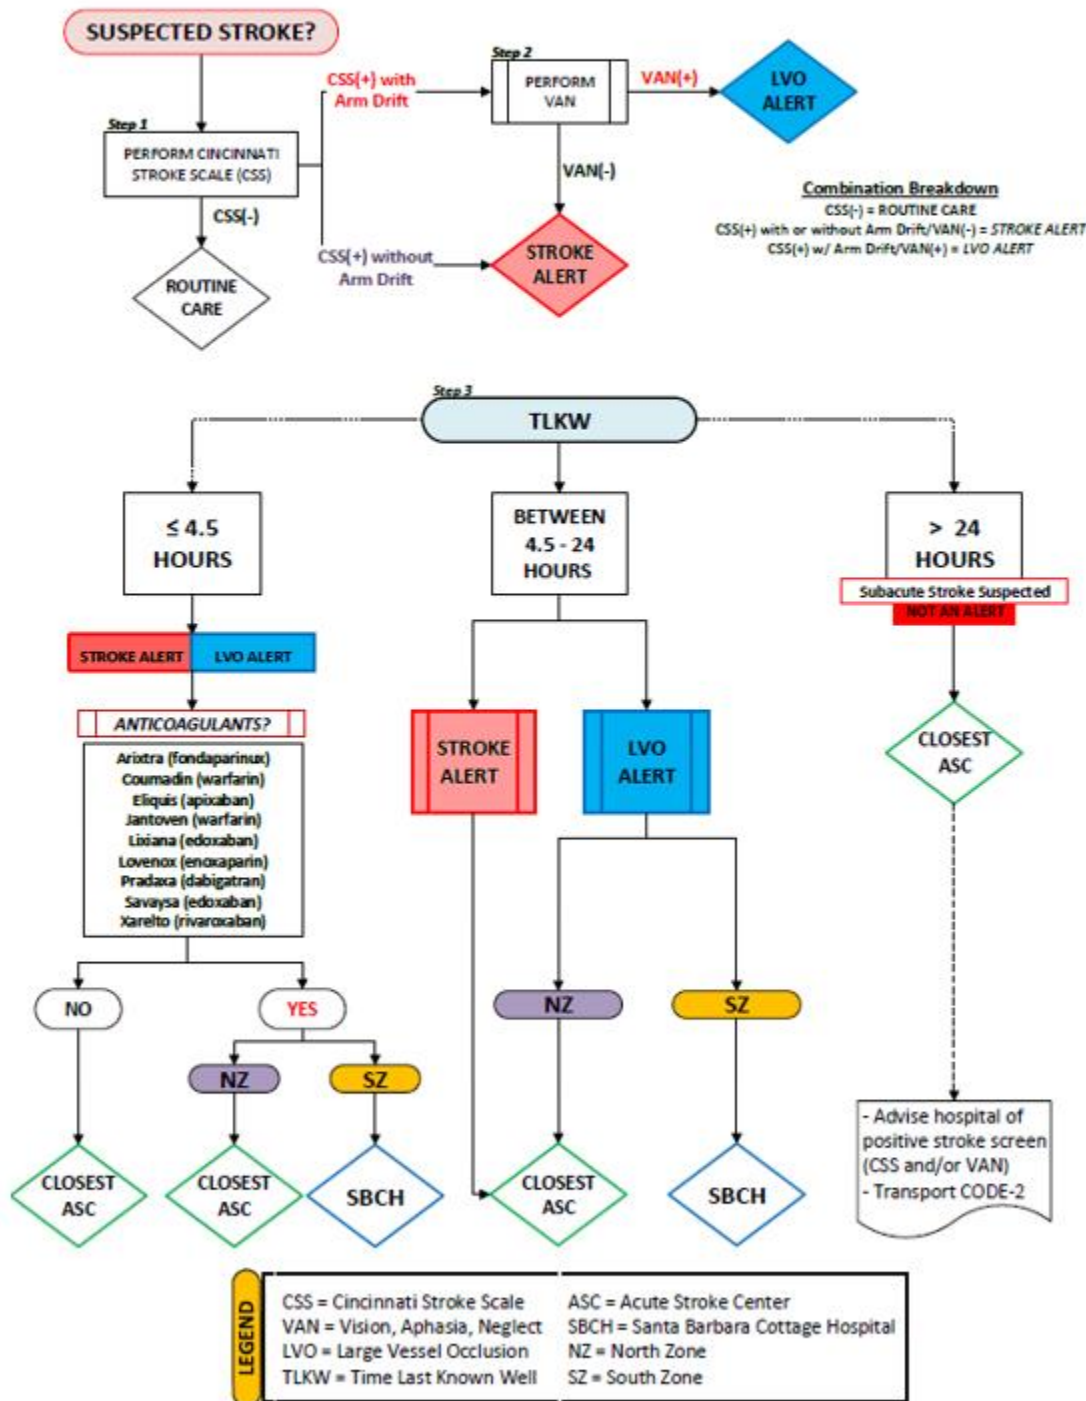 SUSPECTED STROKE?
Step 1
PERFORM CINCINNATI
STROKE SCALE (CSS)
CSS(-)
ROUTINE
CARE
CSS(+) with
Arm Drift
CSS(+) without
Arm Drift
Step 2
PERFORM
VAN
VAN(+)
LVO
ALERT
VAN(-)
STROKE
ALERT
Combination Breakdown
CSS(-) = ROUTINE CARE
CSS(+) with or without Arm Drift/VAN(-) = STROKE ALERT
CSS(+) w/ Arm Drift/VAN(+) = LVO ALERT
Step 3
TLKW
≤ 4.5
HOURS
STROKE ALERT LVO ALERT
ANTICOAGULANTS?
Arixtra (fondaparinux)
Coumadin (warfarin)
Eliquis (apixaban)
Jantoven (warfarin)
Lixiana (edoxaban)
Lovenox (enoxaparin)
Pradaxa (dabigatran)
Savaysa (edoxaban)
Xarelto (rivaroxaban)
NO
YES
NZ
SZ
CLOSEST
ASC
CLOSEST
ASC
SBCH
BETWEEN
4.5 - 24
HOURS
STROKE
ALERT
LVO
ALERT
NZ
SZ
CLOSEST
ASC
SBCH
> 24
HOURS
Subacute Stroke Suspected
NOT AN ALERT
CLOSEST
ASC
- Advise hospital of
positive stroke screen
(CSS and/or VAN)
- Transport CODE-2
LEGEND
CSS = Cincinnati Stroke Scale
VAN = Vision, Aphasia, Neglect
LVO = Large Vessel Occlusion
TLKW = Time Last Known Well
ASC = Acute Stroke Center
SBCH = Santa Barbara Cottage Hospital
NZ = North Zone
SZ = South Zone